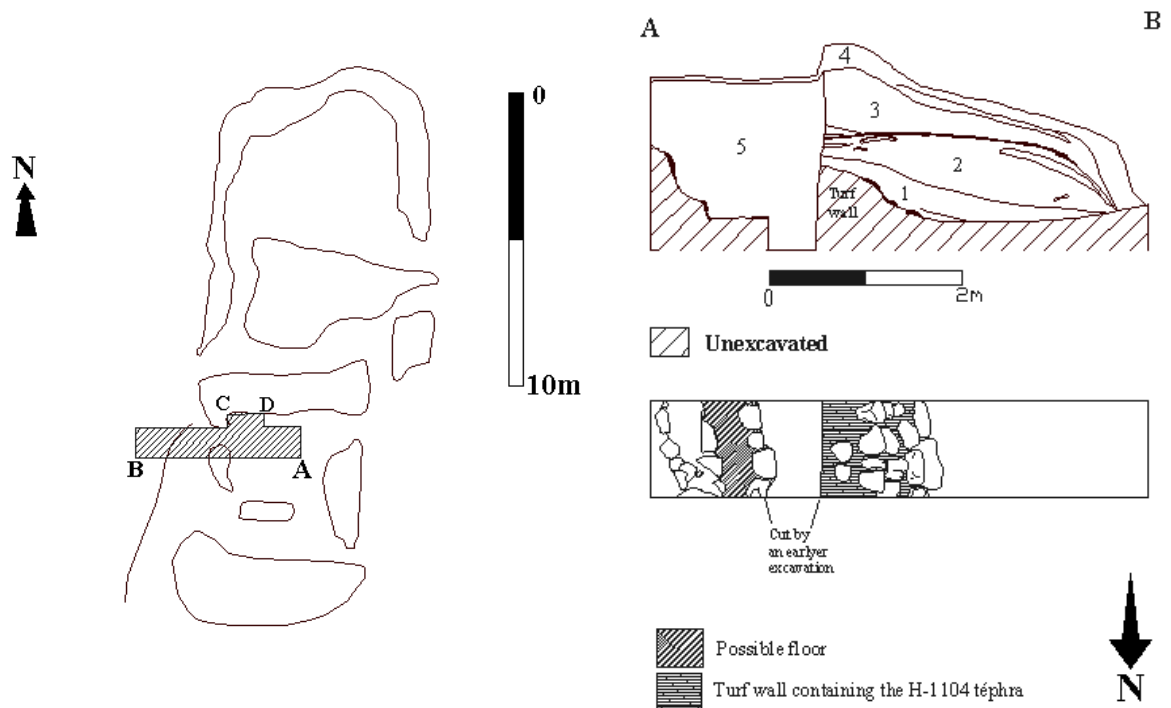 N
0
10m
C
D
B
A
A
B
4
3
5
2
1
Turf
wall
0
2m
Unexcavated
Cut by
an earlyer
excavation
N
Possible floor
Turf wall containing the H-1104 téphra